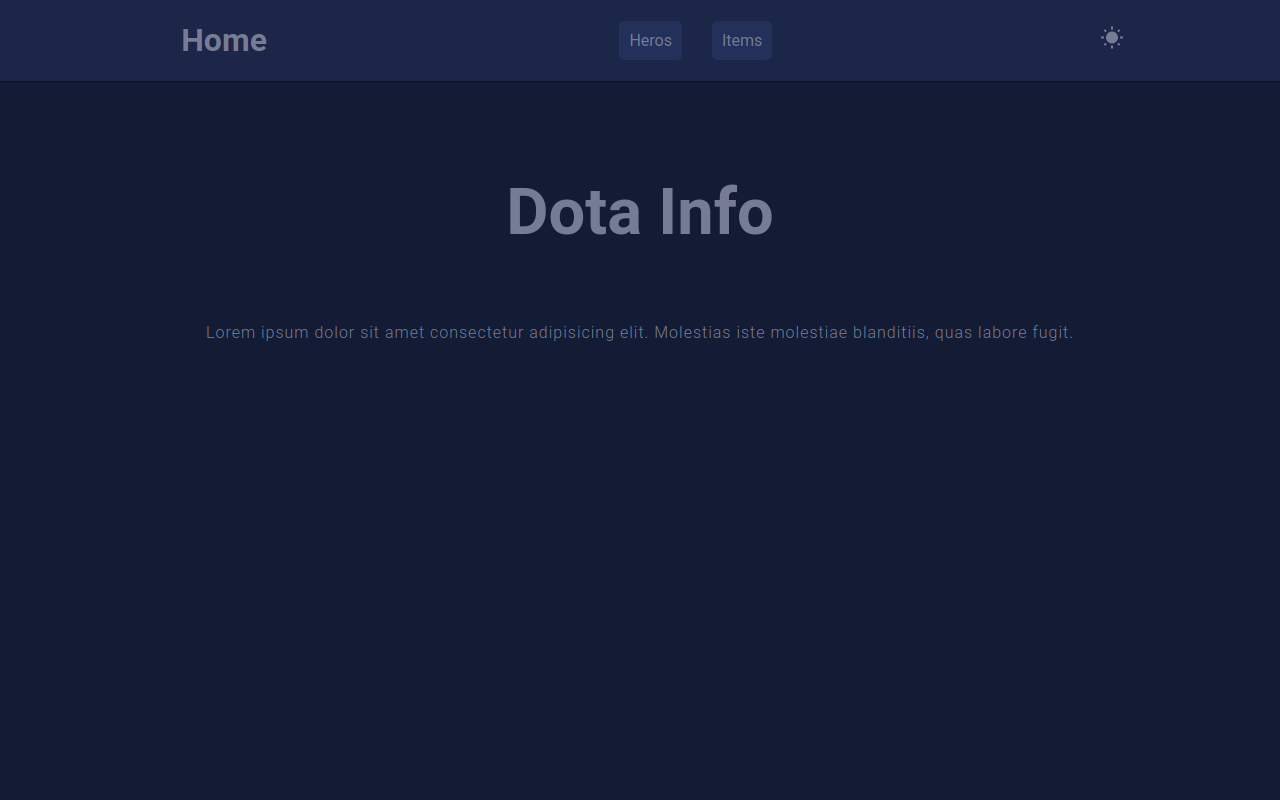 Home
Heros
Items
Dota Info
Lorem ipsum dolor sit amet consectetur adipisicing elit. Molestias iste molestiae blanditiis, quas labore fugit.